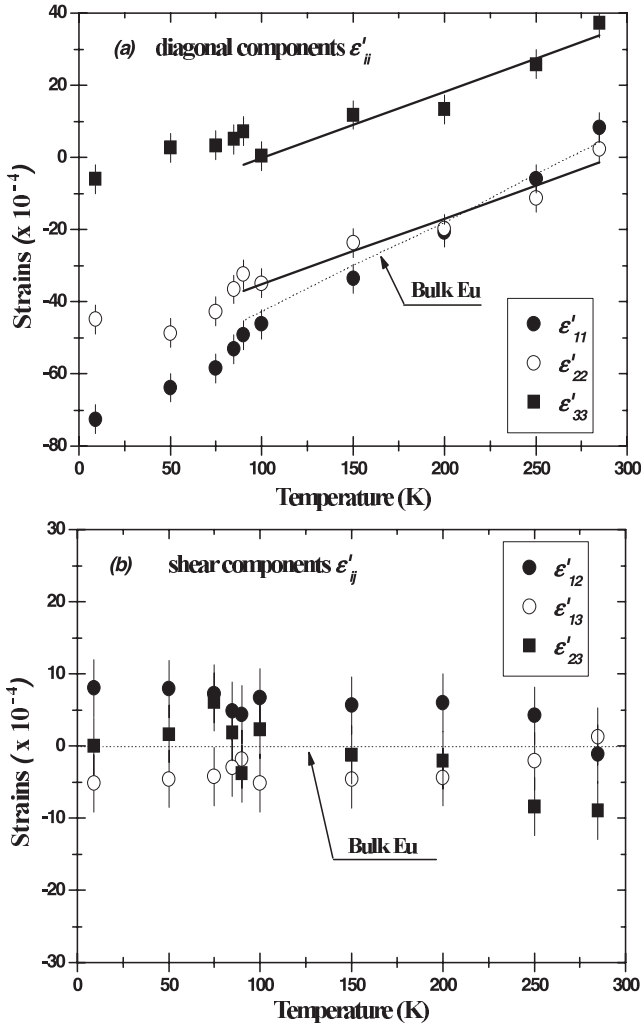 (a) diagonal components ε'ii
40
20
0
-20
-40
-60
-80
Strains (x 10⁻⁴)
Bulk Eu
ε'11
ε'22
ε'33
0 50 100 150 200 250 300
Temperature (K)
(b) shear components ε'ij
30
20
10
0
-10
-20
-30
Strains (x 10⁻⁴)
ε'12
ε'13
ε'23
Bulk Eu
0 50 100 150 200 250 300
Temperature (K)